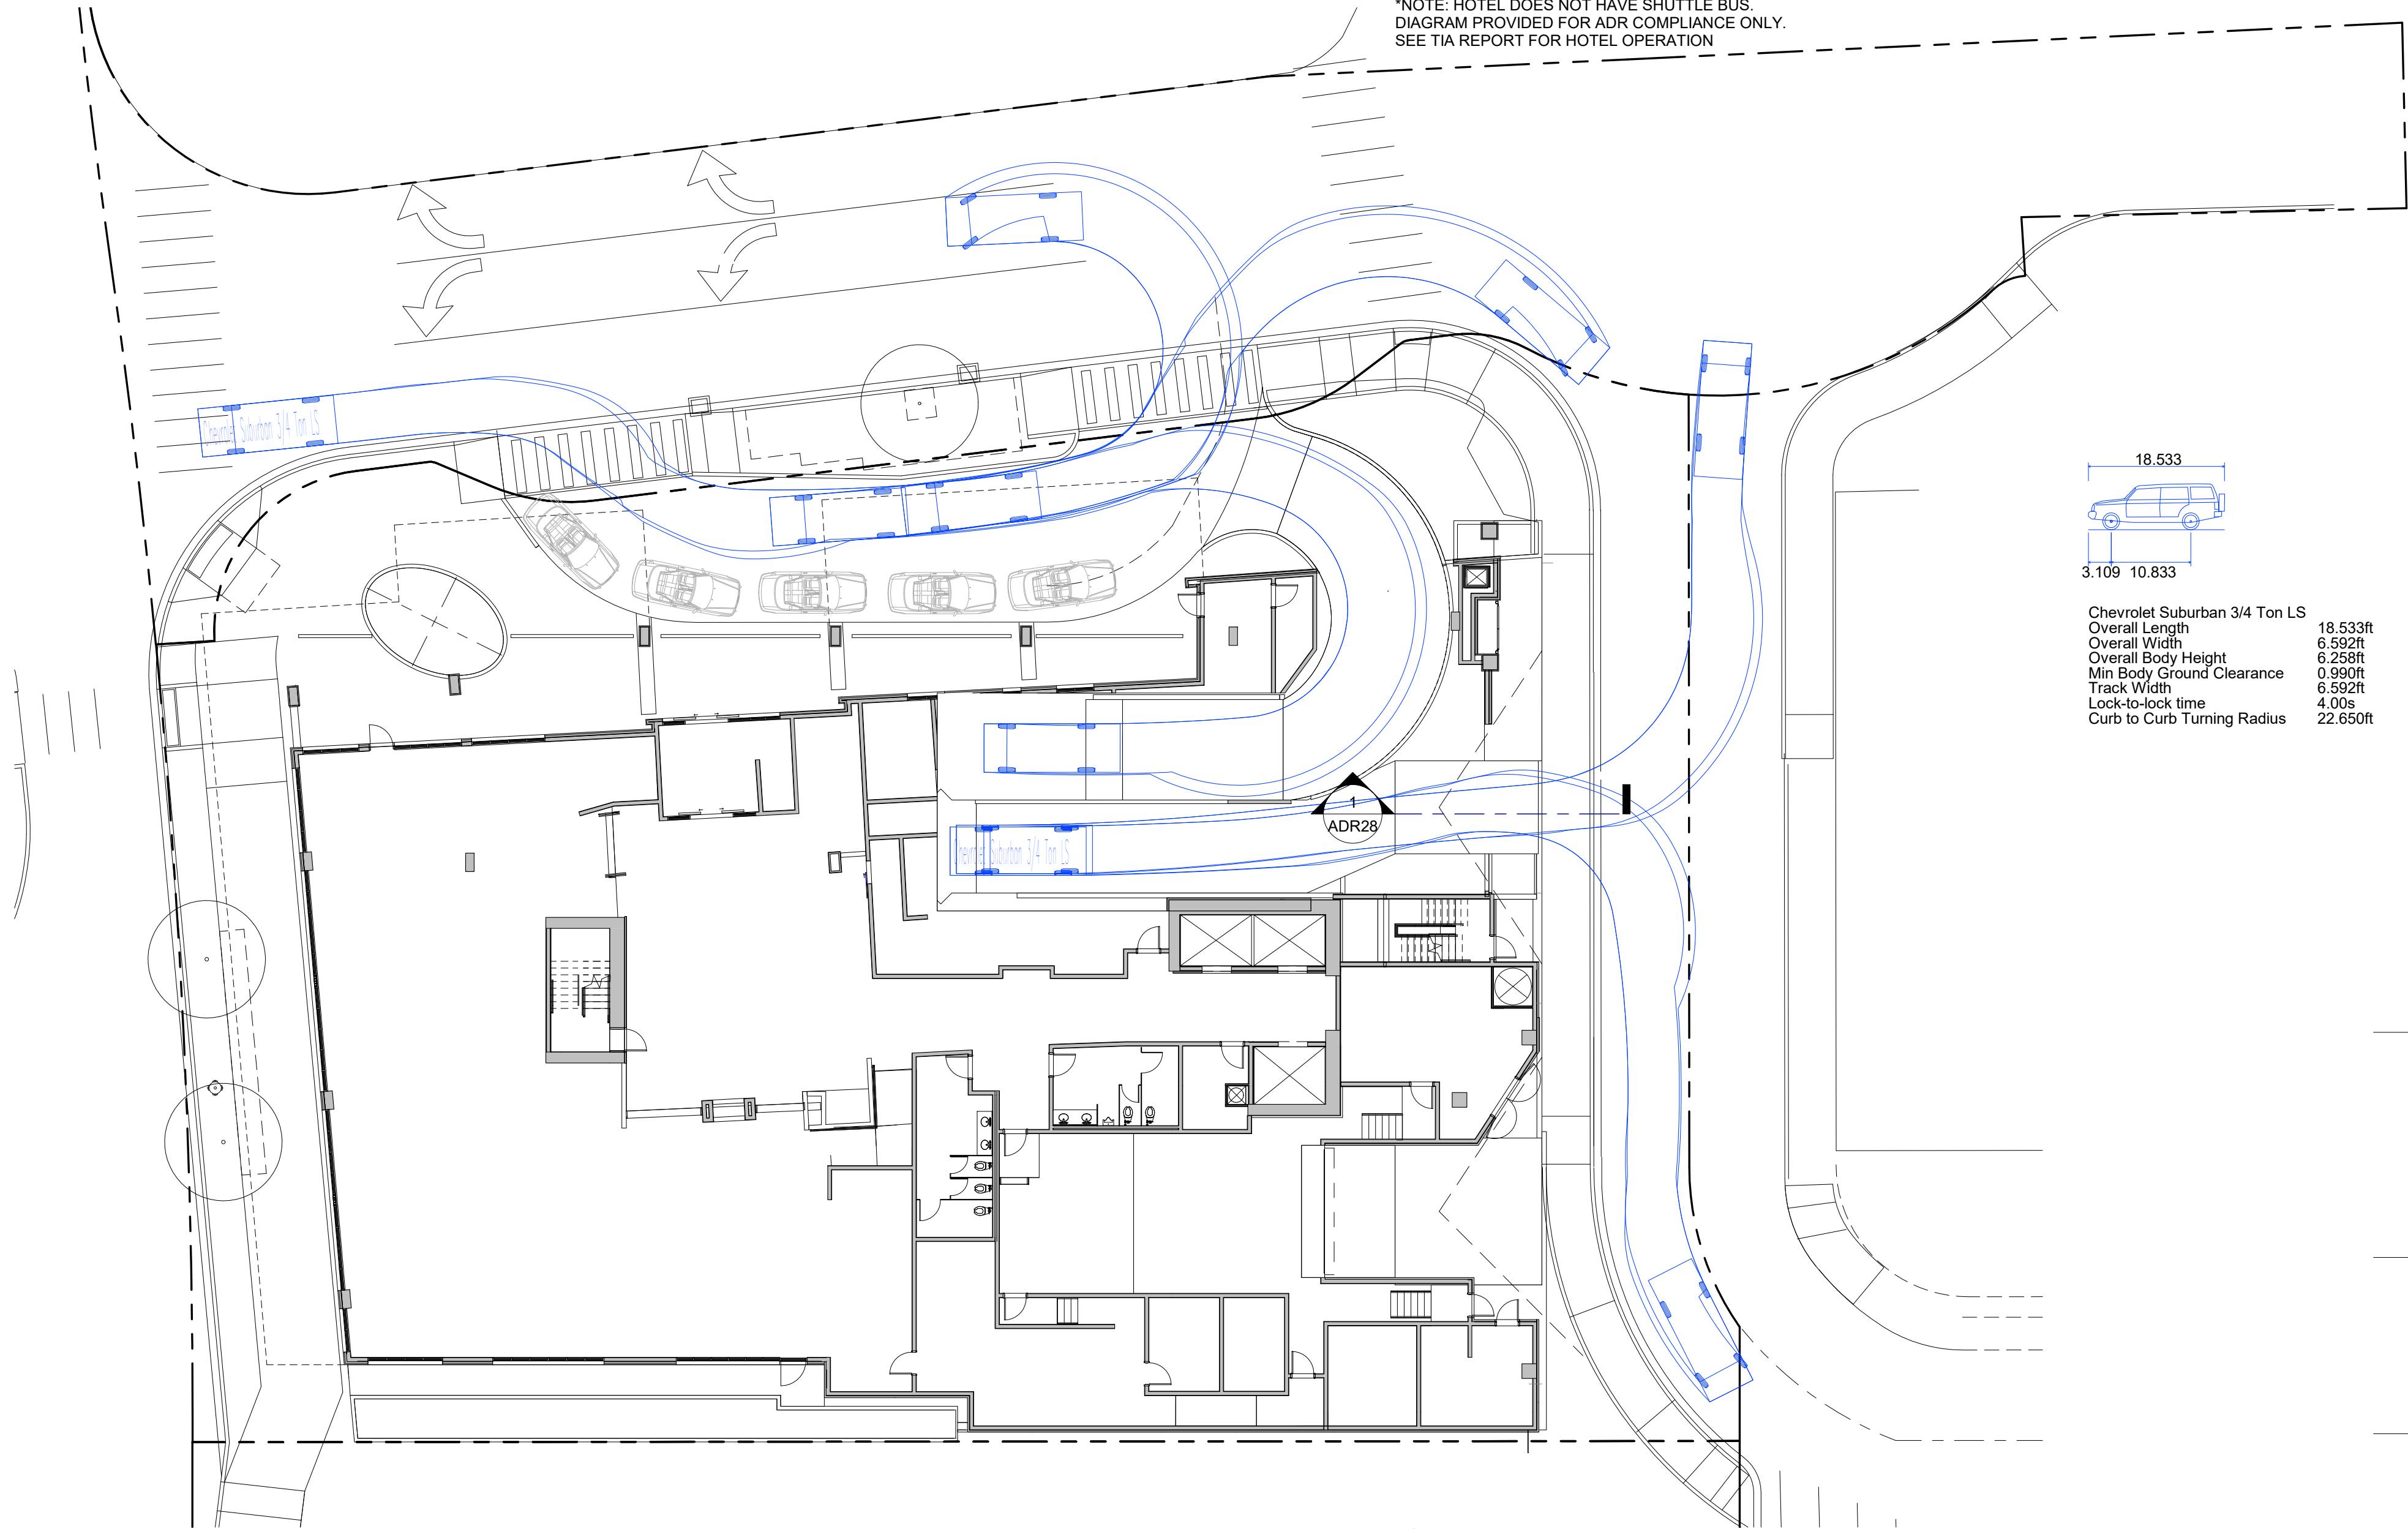 *NOTE: HOTEL DOES NOT HAVE SHUTTLE BUS.
DIAGRAM PROVIDED FOR ADR COMPLIANCE ONLY.
SEE TIA REPORT FOR HOTEL OPERATION
Chevrolet Suburban 3/4 Ton LS
18.533
3.109 10.833
Chevrolet Suburban 3/4 Ton LS
Overall Length 18.533ft
Overall Width 6.592ft
Overall Body Height 6.258ft
Min Body Ground Clearance 0.990ft
Track Width 6.592ft
Lock-to-lock time 4.00s
Curb to Curb Turning Radius 22.650ft
1
ADR28
Chevrolet Suburban 3/4 Ton LS